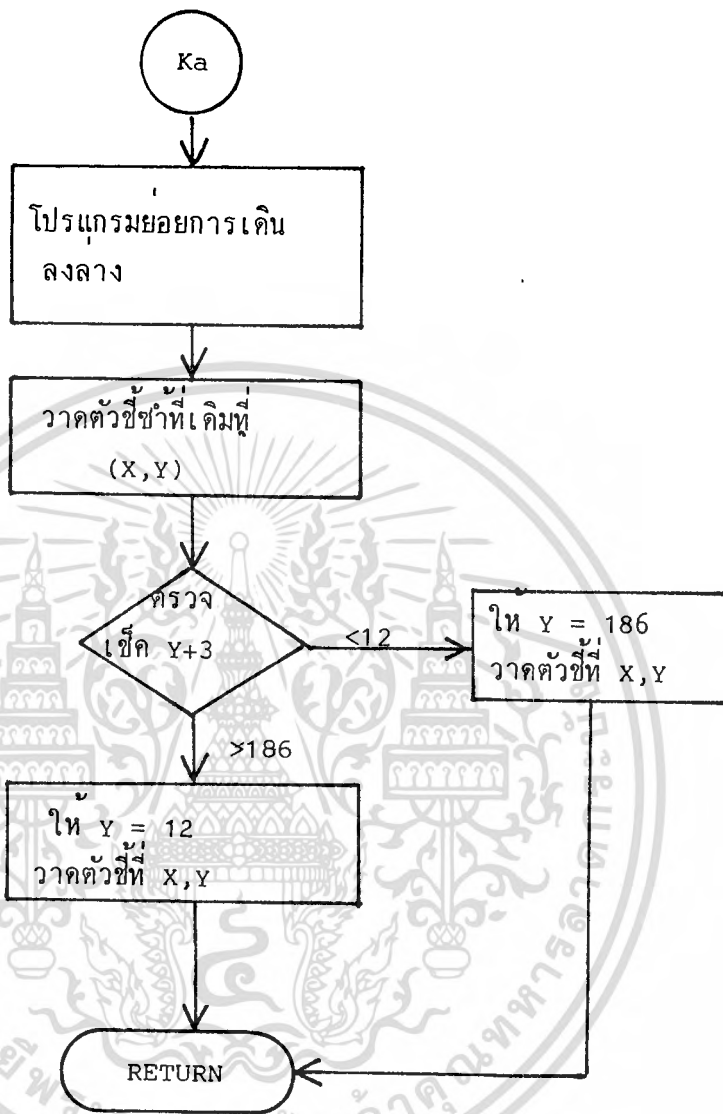 Ka
โปรแกรมย่อยการเดิน
ลงล่าง
วาดตัวชี้ซ้ำที่เดิมที่
(X,Y)
ตรวจ
เช็ค Y+3
<12
ให้ Y = 186
วาดตัวชี้ที่ X,Y
>186
ให้ Y = 12
วาดตัวชี้ที่ X,Y
RETURN